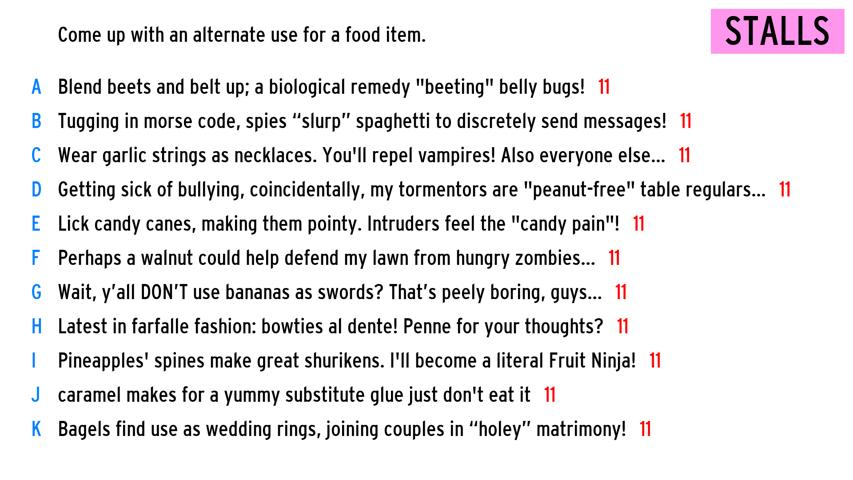 STALLS
Come up with an alternate use for a food item.
A Blend beets and belt up; a biological remedy "beeting" belly bugs! 11
B Tugging in morse code, spies “slurp” spaghetti to discretely send messages! 11
C Wear garlic strings as necklaces. You'll repel vampires! Also everyone else... 11
D Getting sick of bullying, coincidentally, my tormentors are "peanut-free" table regulars... 11
E Lick candy canes, making them pointy. Intruders feel the "candy pain"! 11
F Perhaps a walnut could help defend my lawn from hungry zombies... 11
G Wait, y’all DON’T use bananas as swords? That’s peely boring, guys... 11
H Latest in farfalle fashion: bowties al dente! Penne for your thoughts? 11
I Pineapples' spines make great shurikens. I'll become a literal Fruit Ninja! 11
J caramel makes for a yummy substitute glue just don't eat it 11
K Bagels find use as wedding rings, joining couples in “holey” matrimony! 11